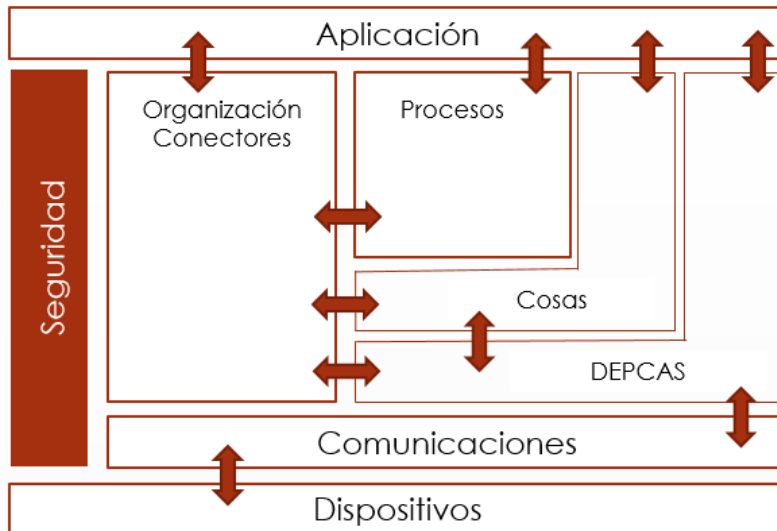 Aplicación
Seguridad
Organización
Conectores
Procesos
Cosas
DEPCAS
Comunicaciones
Dispositivos